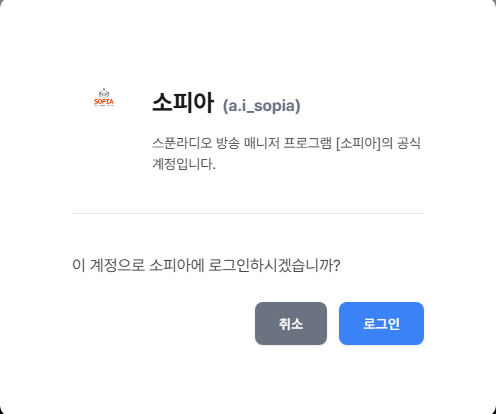 SOPIA
소피아 (a.i_sopia)
스푼라디오 방송 매니저 프로그램 [소피아]의 공식
계정입니다.
이 계정으로 소피아에 로그인하시겠습니까?
취소 로그인